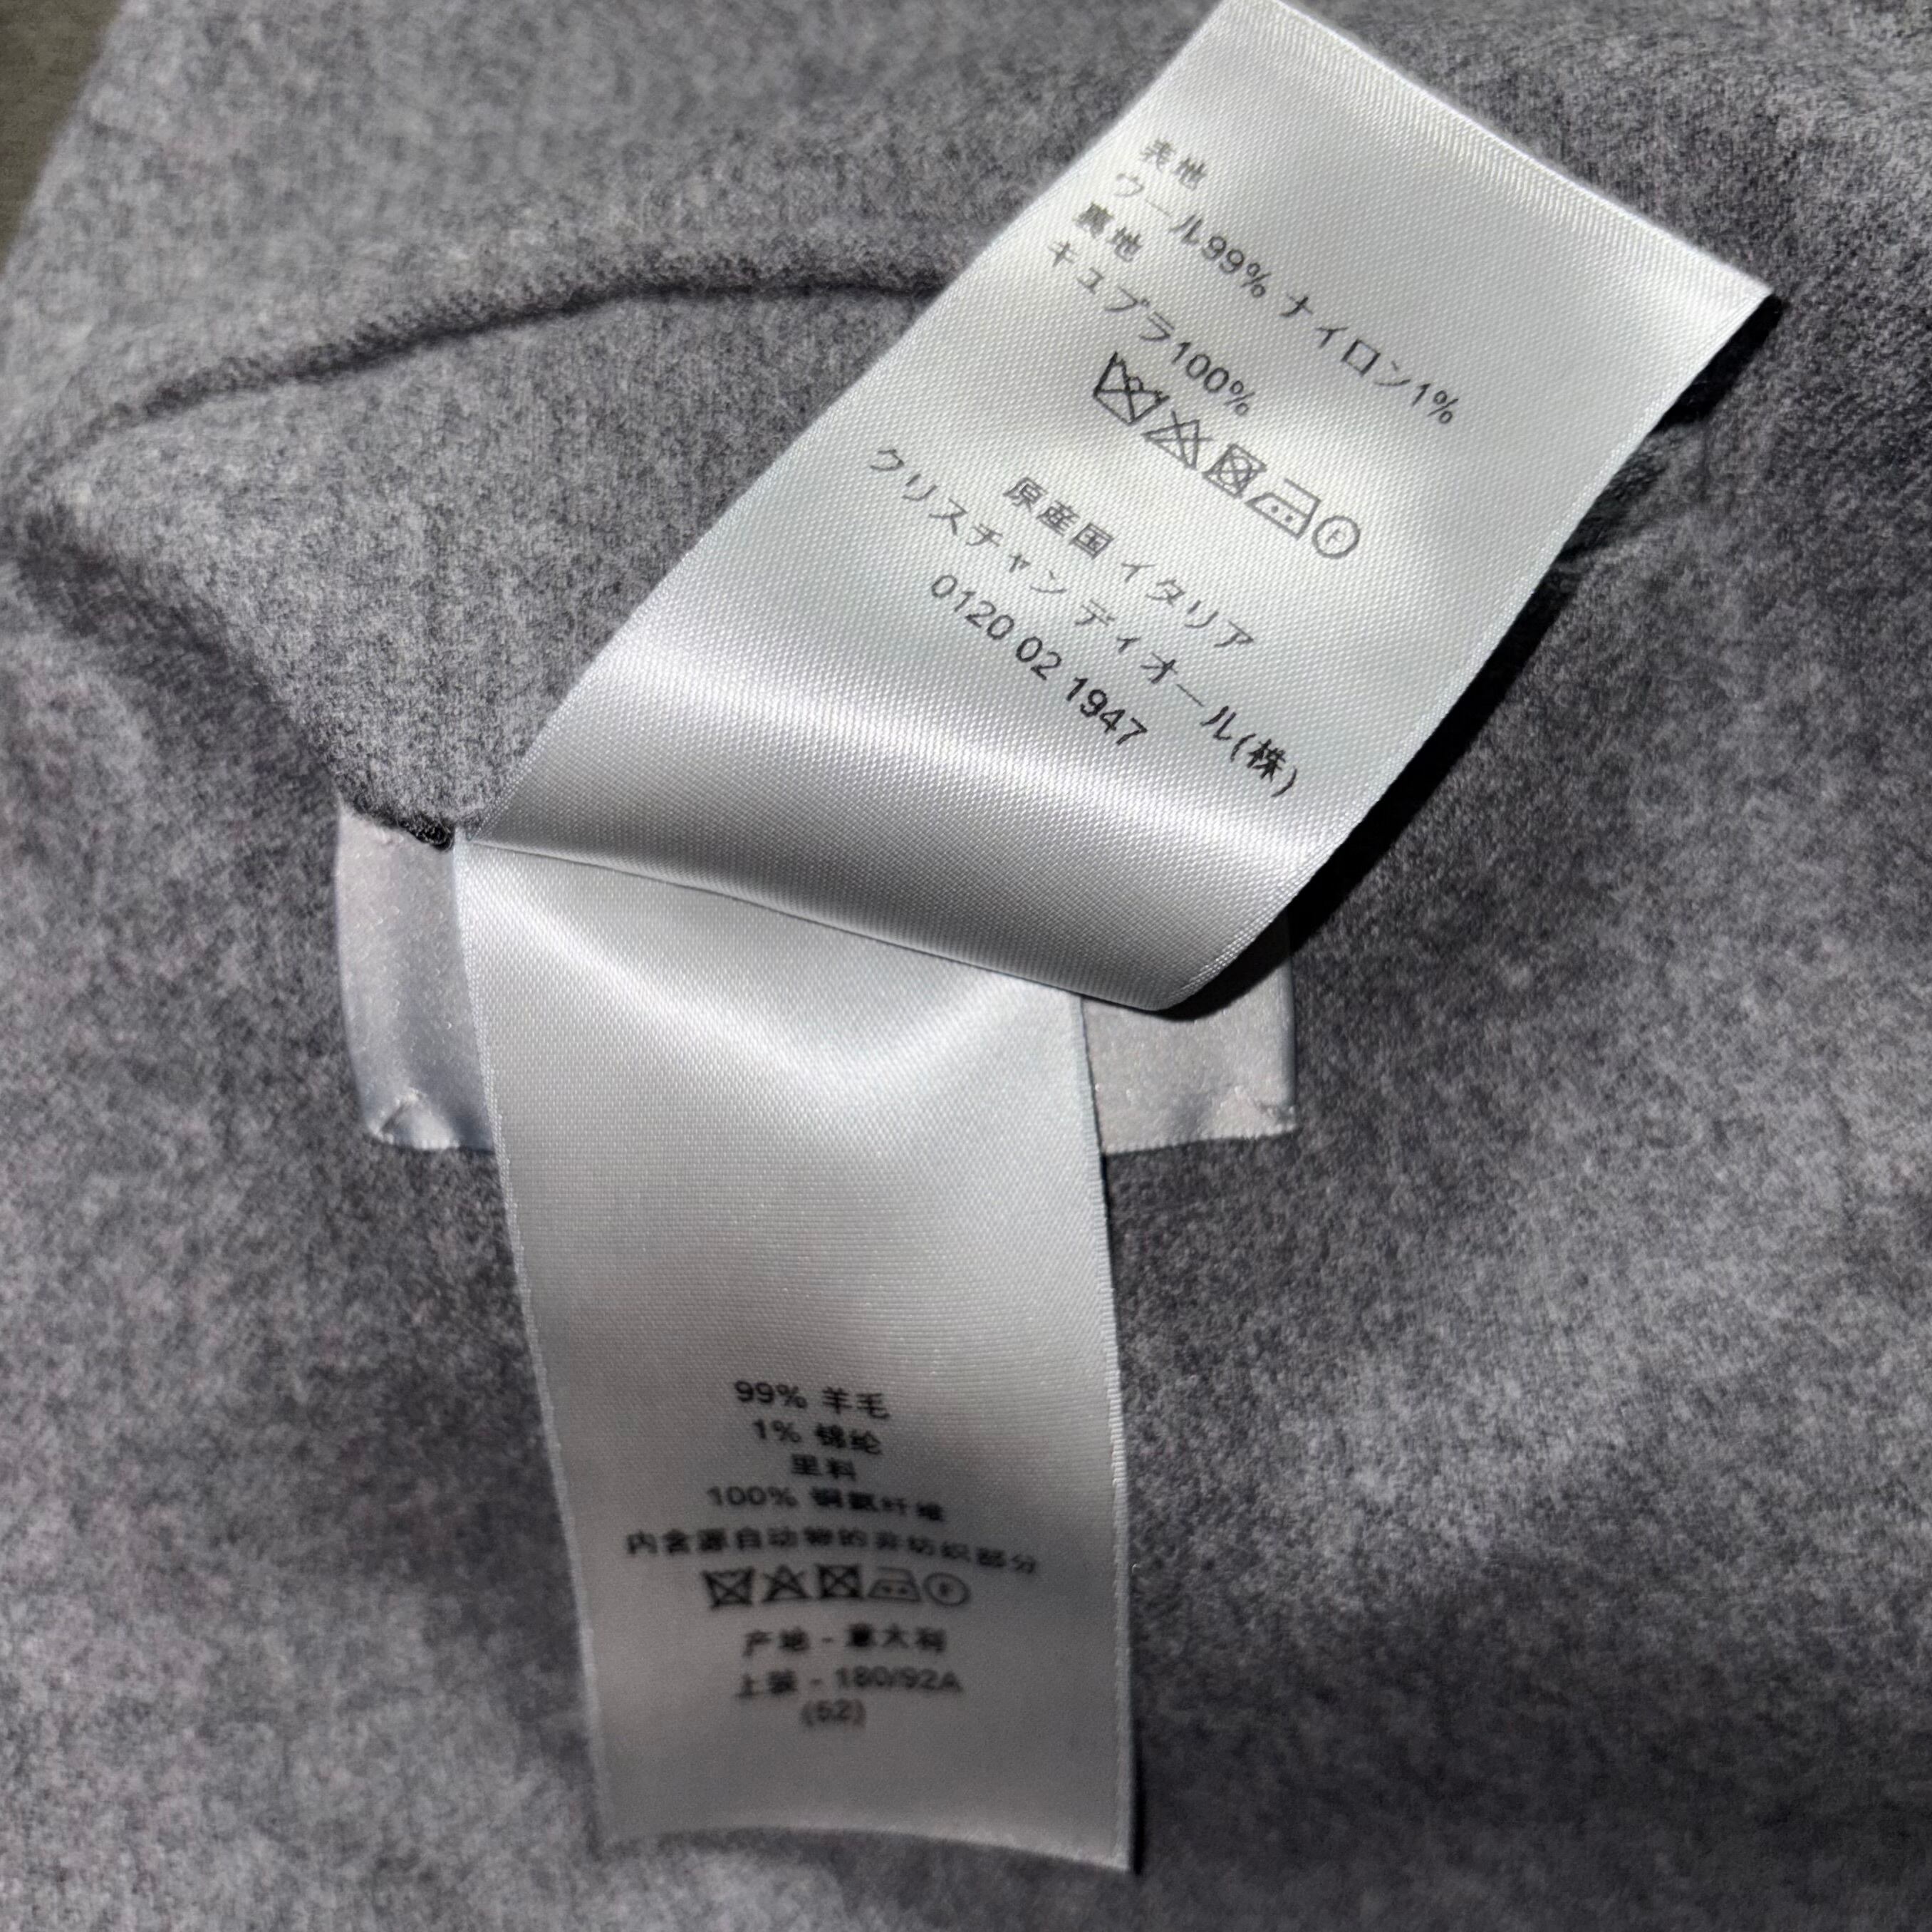 表地
ウール99% ナイロン1%
裏地
キュプラ100%
原産国 イタリア
クリスチャン ディオール(株)
0120 02 1947
99% 羊毛
1% 锦纶
里料
100% 铜氨纤维
内含源自动物的非纺织部分
产地 - 意大利
上装 - 180/92A
(52)